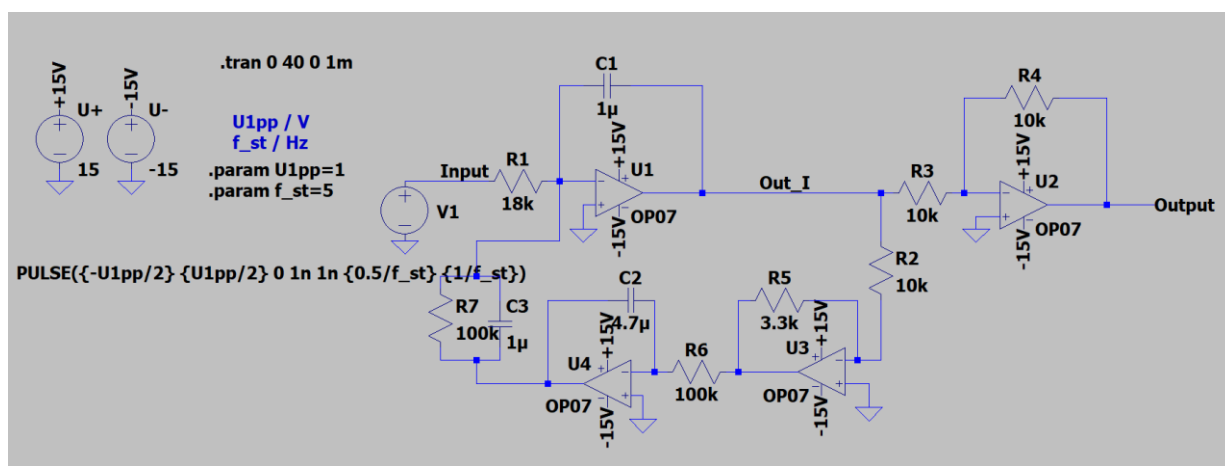 .tran 0 40 0 1m
+15V
U+
15
-15V
U-
-15
U1pp / V
f_st / Hz
.param U1pp=1
.param f_st=5
C1
1µ
R4
10k
Input
R1
18k
+15V
U1
-15V
OP07
Out_I
R3
10k
+15V
U2
-15V
OP07
Output
V1
PULSE({-U1pp/2} {U1pp/2} 0 1n 1n {0.5/f_st} {1/f_st})
R2
10k
R7
100k
C3
1µ
C2
4.7µ
+15V
U4
-15V
OP07
R6
100k
R5
3.3k
+15V
U3
-15V
OP07